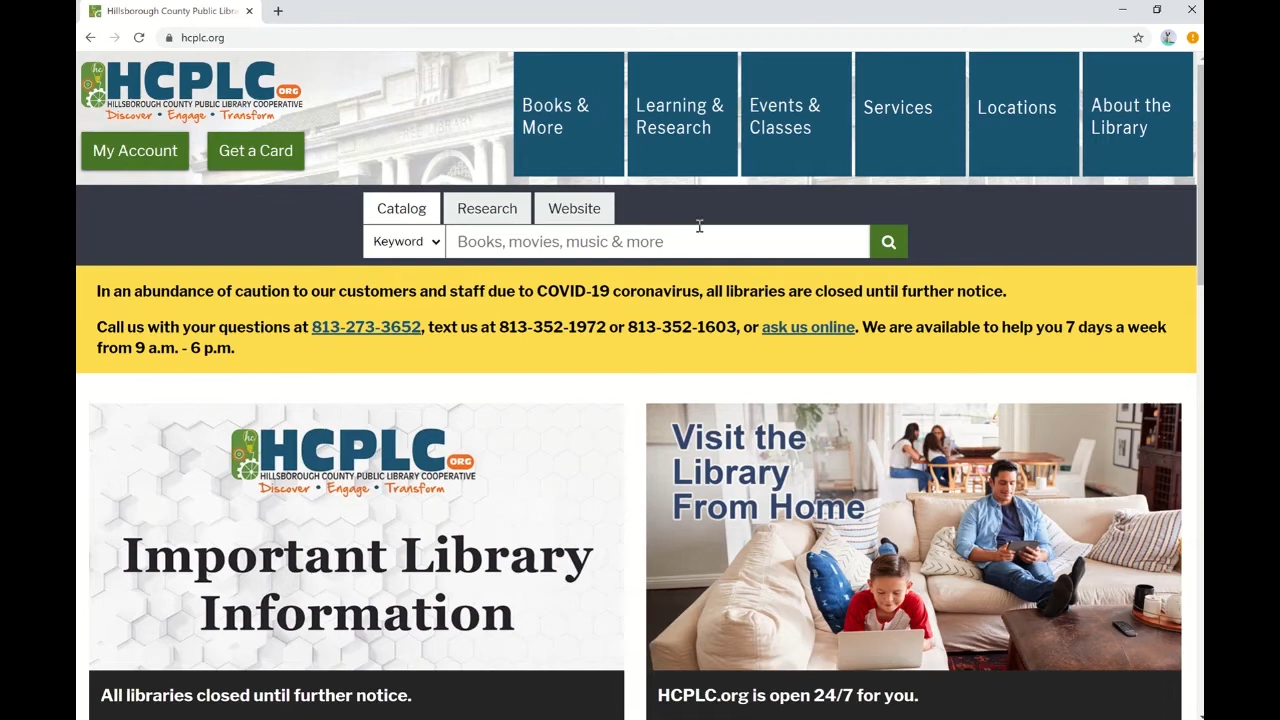 Hillsborough County Public Libr
hcplc.org
hc HCPLC ORG
HILLSBOROUGH COUNTY PUBLIC LIBRARY COOPERATIVE
Discover • Engage • Transform
My Account
Get a Card
Books &
More
Learning &
Research
Events &
Classes
Services
Locations
About the
Library
Catalog
Research
Website
Keyword
Books, movies, music & more
In an abundance of caution to our customers and staff due to COVID-19 coronavirus, all libraries are closed until further notice.
Call us with your questions at 813-273-3652, text us at 813-352-1972 or 813-352-1603, or ask us online. We are available to help you 7 days a week
from 9 a.m. - 6 p.m.
hc HCPLC ORG
HILLSBOROUGH COUNTY PUBLIC LIBRARY COOPERATIVE
Discover • Engage • Transform
Important Library
Information
All libraries closed until further notice.
Visit the
Library
From Home
HCPLC.org is open 24/7 for you.